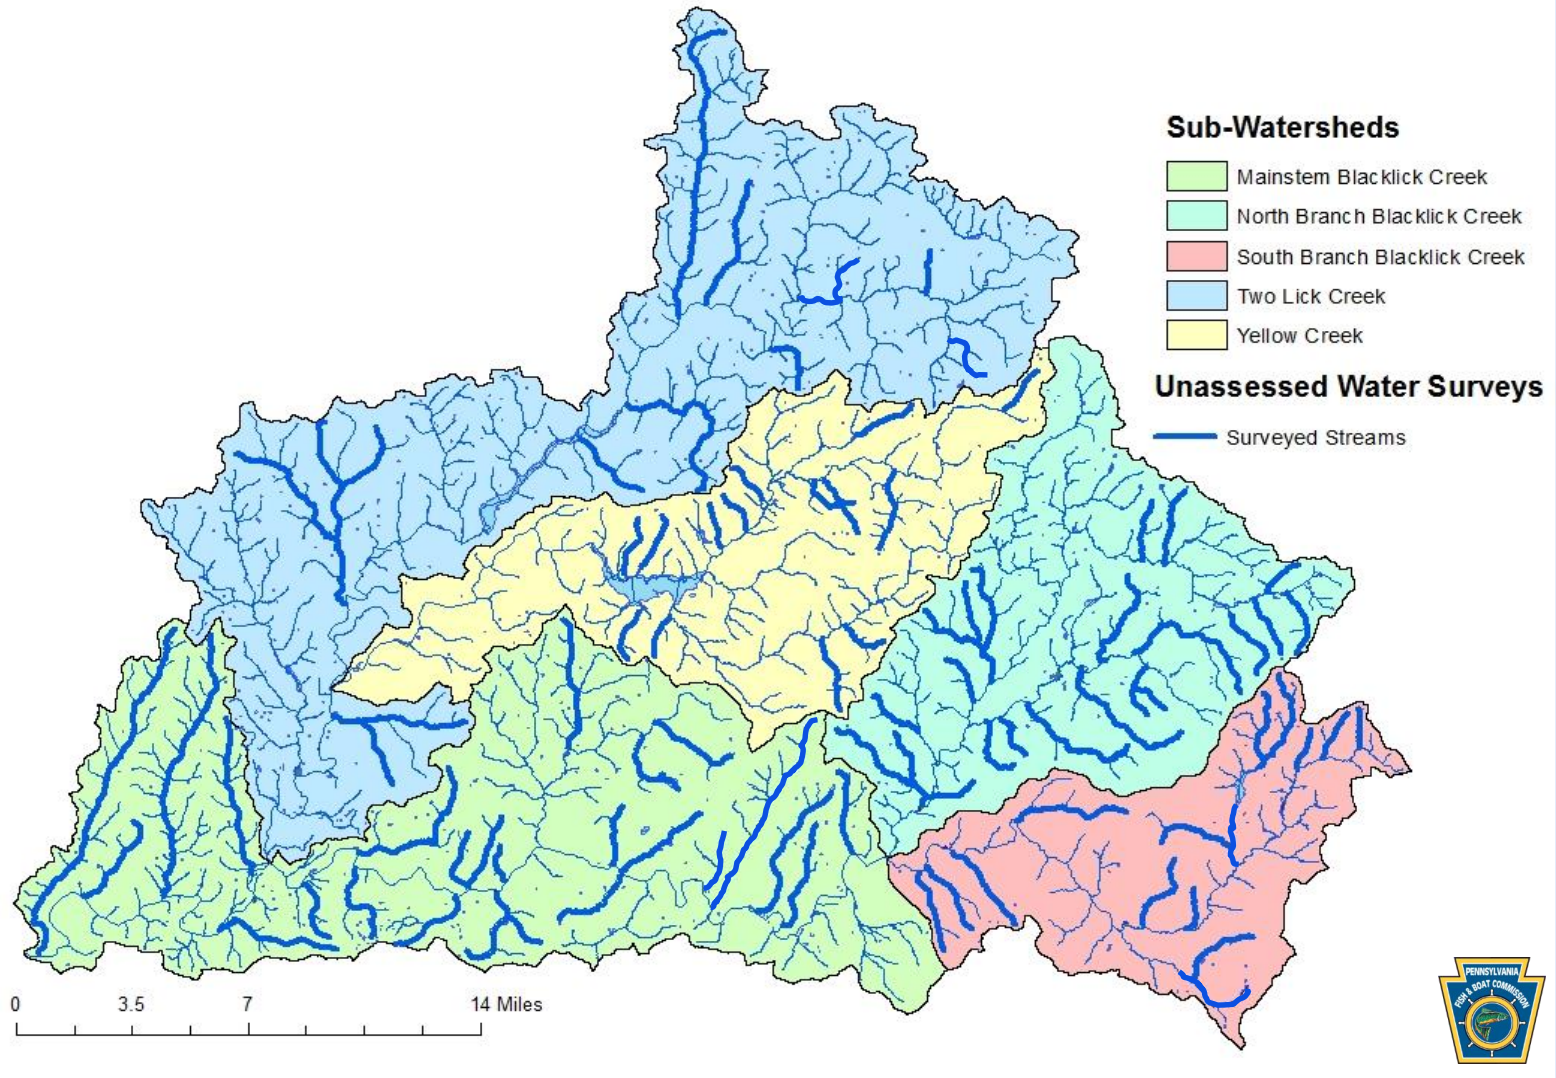 Sub-Watersheds
Mainstem Blacklick Creek
North Branch Blacklick Creek
South Branch Blacklick Creek
Two Lick Creek
Yellow Creek
Unassessed Water Surveys
Surveyed Streams
0 3.5 7 14 Miles
PENNSYLVANIA
FISH & BOAT COMMISSION